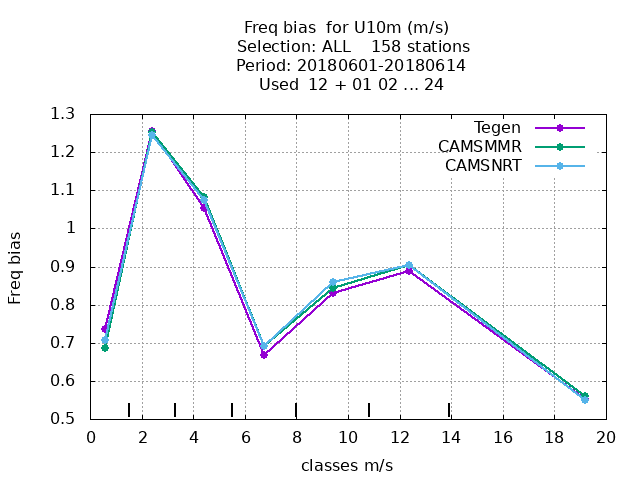 Freq bias  for U10m (m/s)
Selection: ALL    158 stations
Period: 20180601-20180614
Used  12 + 01 02 ... 24
Tegen
CAMSMMR
CAMSNRT
1.3
1.2
1.1
1
0.9
0.8
0.7
0.6
0.5
Freq bias
0 2 4 6 8 10 12 14 16 18 20
classes m/s